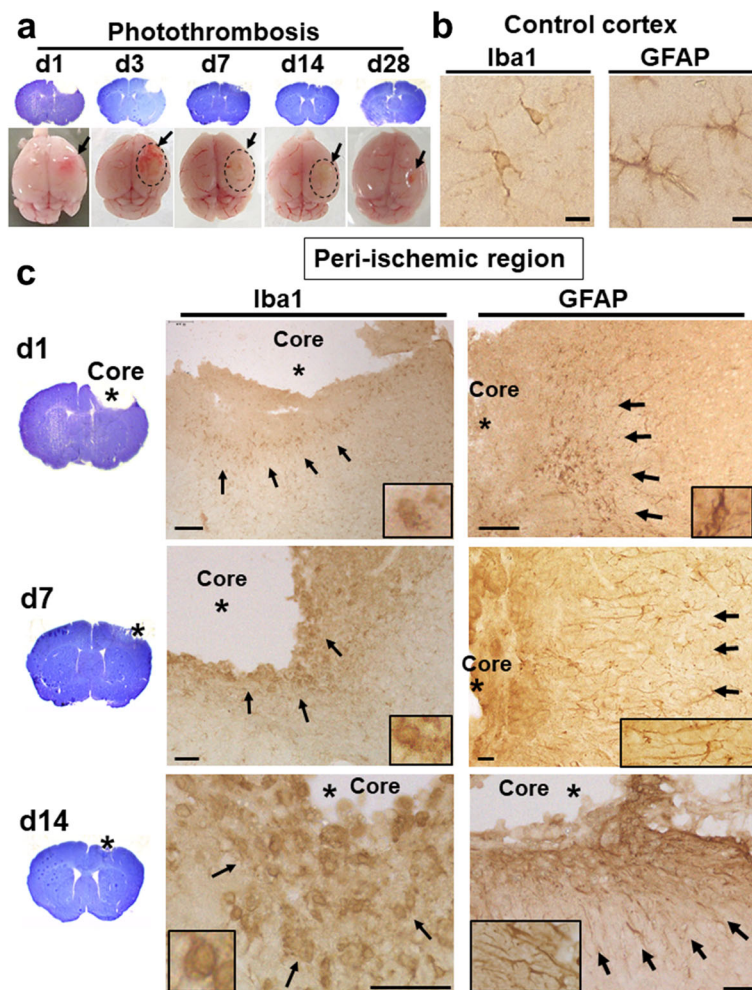 a
Photothrombosis
d1 d3 d7 d14 d28
b
Control cortex
Iba1 GFAP
c
Peri-ischemic region
Iba1 GFAP
d1
Core
*
Core
*
Core
*
d7
*
Core
*
Core
*
d14
*
* Core
Core *